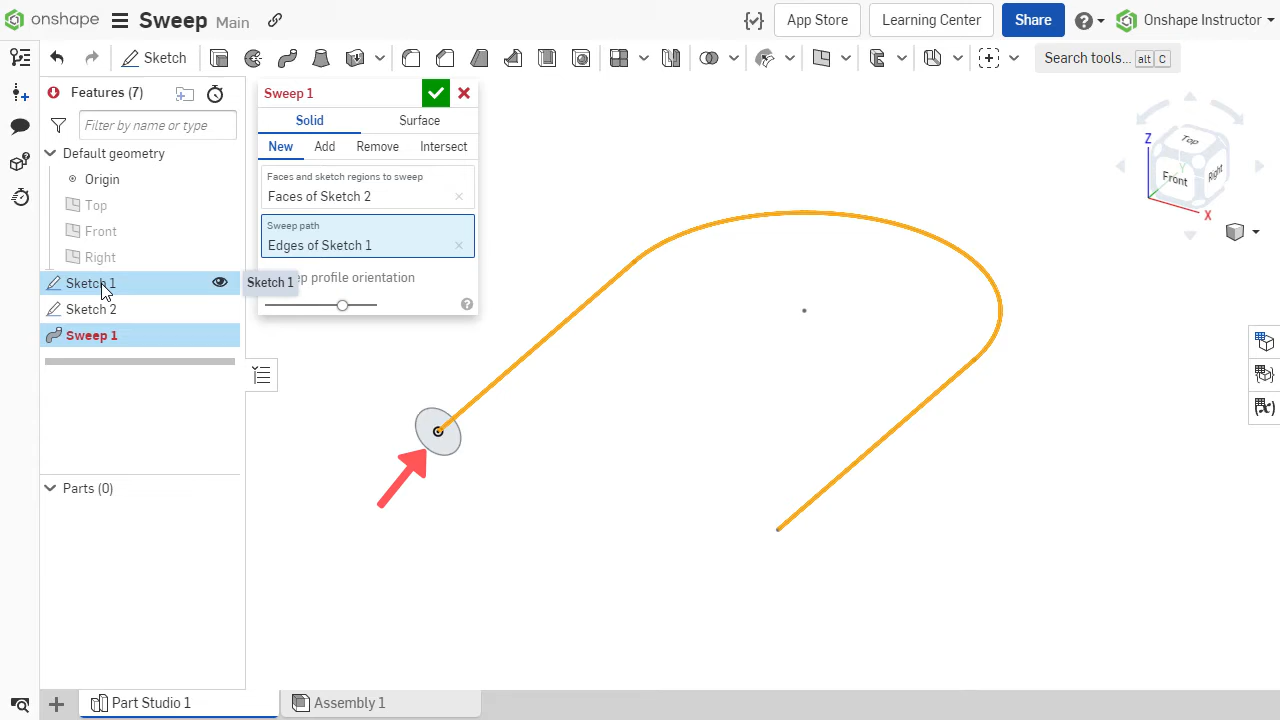 onshape Sweep Main App Store Learning Center Share Onshape Instructor
Sketch Search tools... alt C
Features (7)
Filter by name or type
Default geometry
Origin
Top
Front
Right
Sketch 1
Sketch 2
Sweep 1
Parts (0)
Sweep 1
Solid Surface
New Add Remove Intersect
Faces and sketch regions to sweep
Faces of Sketch 2
Sweep path
Edges of Sketch 1
profile orientation
Sketch 1
Z
Top
Y
Front Right
X
(x)
Part Studio 1 Assembly 1